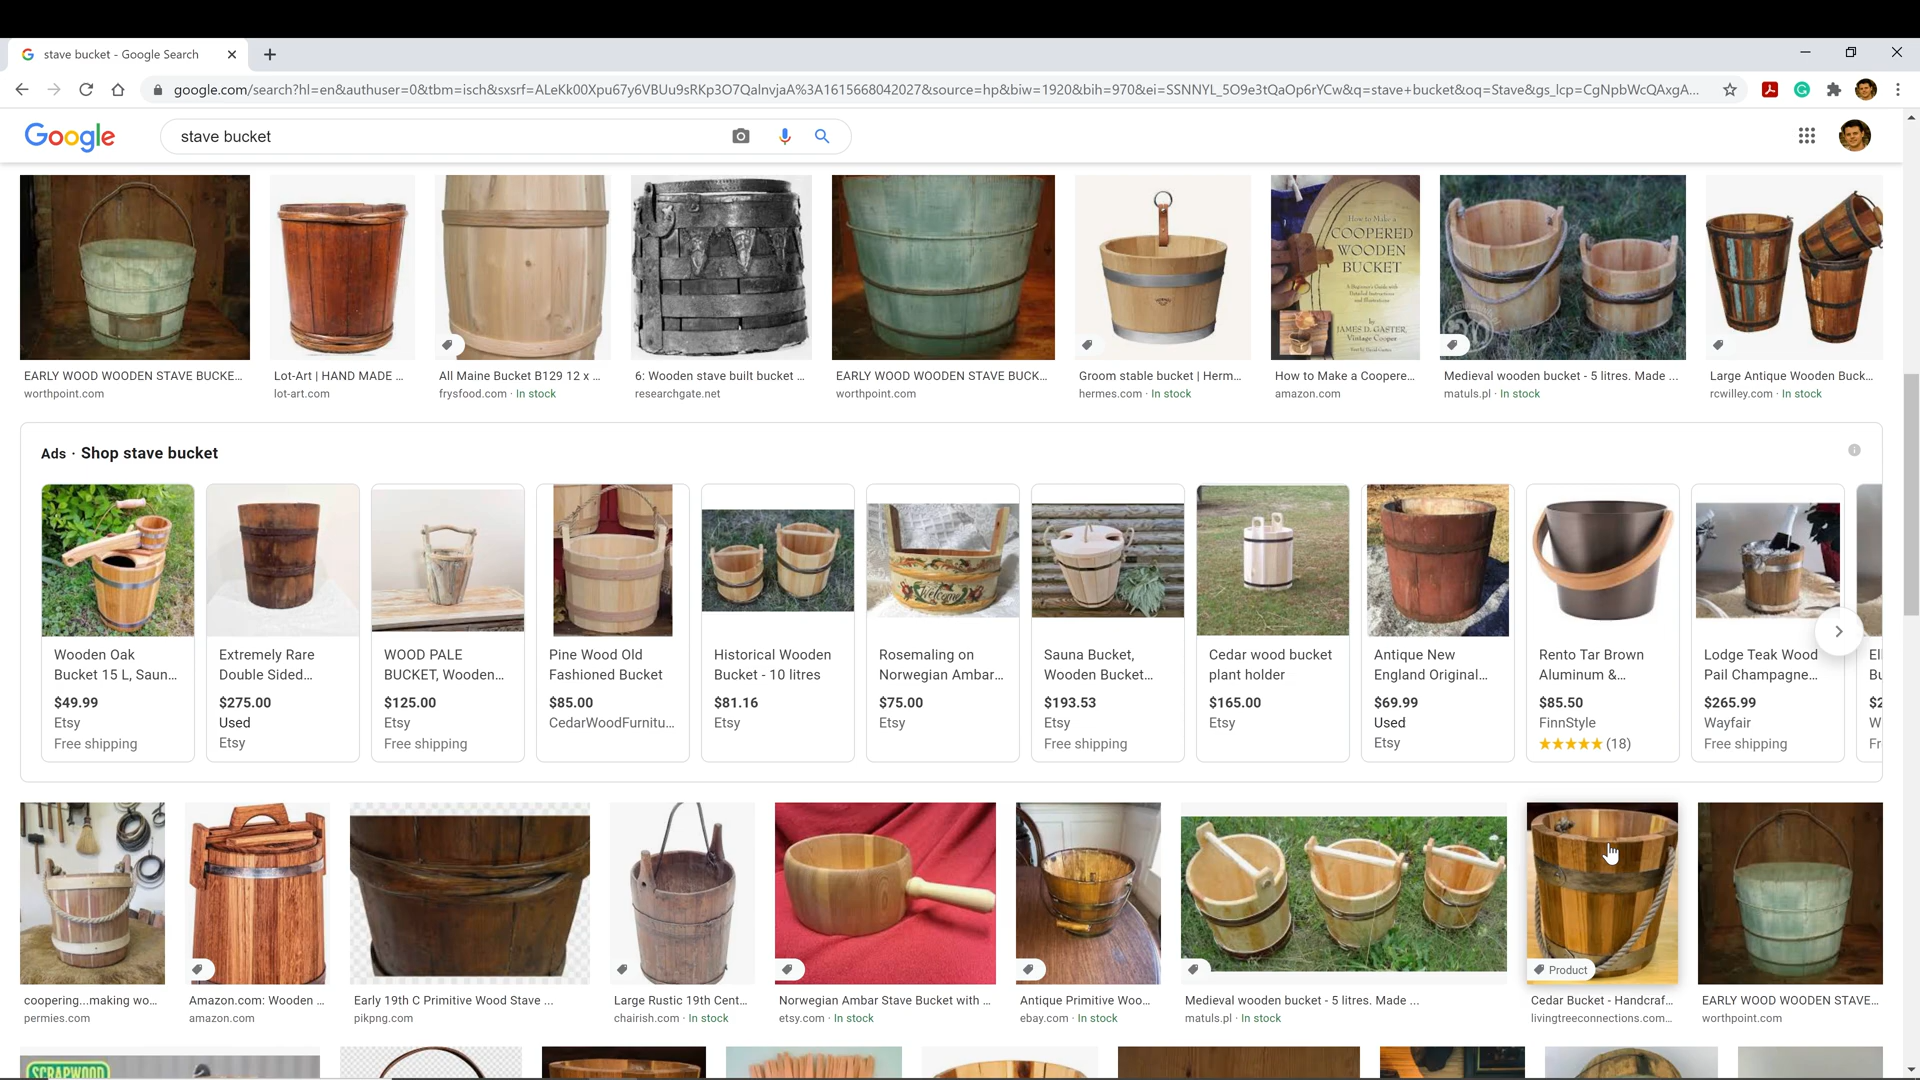 stave bucket - Google Search
google.com/search?hl=en&authuser=0&tbm=isch&sxsrf=ALeKk00Xpu67y6VBUu9sRKp3O7QalnvjaA%3A1615668042027&source=hp&biw=1920&bih=970&ei=SSNNYL_5O9e3tQaOp6rYCw&q=stave+bucket&oq=Stave&gs_lcp=CgNpbWcQAxgA...
Google
stave bucket
How to Make a
COOPERED
WOODEN
BUCKET
A Beginner's Guide with
Detailed Instructions
and Illustrations
by
JAMES D. GASTER,
Vintage Cooper
EARLY WOOD WOODEN STAVE BUCKE...
worthpoint.com
Lot-Art | HAND MADE ...
lot-art.com
All Maine Bucket B129 12 x ...
frysfood.com · In stock
6: Wooden stave built bucket ...
researchgate.net
EARLY WOOD WOODEN STAVE BUCK...
worthpoint.com
Groom stable bucket | Herm...
hermes.com · In stock
How to Make a Coopere...
amazon.com
Medieval wooden bucket - 5 litres. Made ...
matuls.pl · In stock
Large Antique Wooden Buck...
rcwilley.com · In stock
Ads · Shop stave bucket
Welcome
Wooden Oak
Bucket 15 L, Saun...
$49.99
Etsy
Free shipping
Extremely Rare
Double Sided...
$275.00
Used
Etsy
WOOD PALE
BUCKET, Wooden...
$125.00
Etsy
Free shipping
Pine Wood Old
Fashioned Bucket
$85.00
CedarWoodFurnitu...
Historical Wooden
Bucket - 10 litres
$81.16
Etsy
Rosemaling on
Norwegian Ambar...
$75.00
Etsy
Sauna Bucket,
Wooden Bucket...
$193.53
Etsy
Free shipping
Cedar wood bucket
plant holder
$165.00
Etsy
Antique New
England Original...
$69.99
Used
Etsy
Rento Tar Brown
Aluminum &...
$85.50
FinnStyle
(18)
Lodge Teak Wood
Pail Champagne...
$265.99
Wayfair
Free shipping
Product
coopering...making wo...
permies.com
Amazon.com: Wooden ...
amazon.com
Early 19th C Primitive Wood Stave ...
pikpng.com
Large Rustic 19th Cent...
chairish.com · In stock
Norwegian Ambar Stave Bucket with ...
etsy.com · In stock
Antique Primitive Woo...
ebay.com · In stock
Medieval wooden bucket - 5 litres. Made ...
matuls.pl · In stock
Cedar Bucket - Handcraf...
livingtreeconnections.com...
EARLY WOOD WOODEN STAVE...
worthpoint.com
SCRAPWOOD